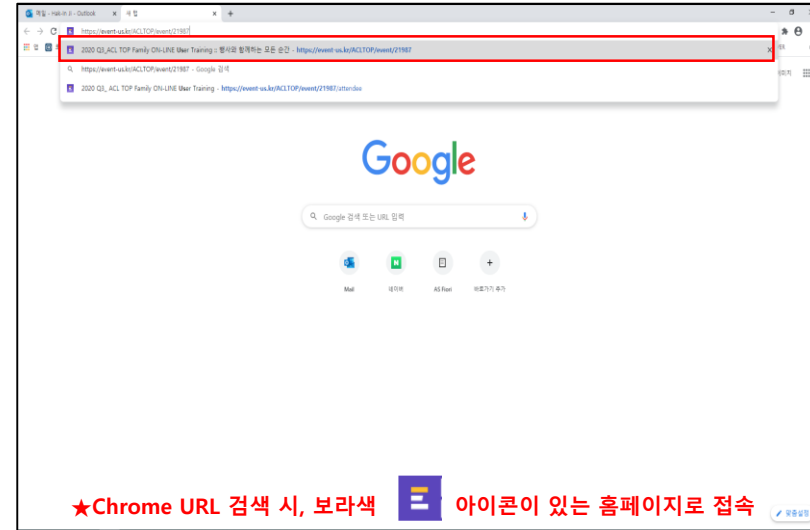 메일 - Hak-in Ji - Outlook
새 탭
https://event-us.kr/ACLTOP/event/21987
2020 Q3_ACL TOP Family ON-LINE User Training :: 행사와 함께하는 모든 순간 - https://event-us.kr/ACLTOP/event/21987
https://event-us.kr/ACLTOP/event/21987 - Google 검색
2020 Q3_ ACL TOP Family ON-LINE User Training - https://event-us.kr/ACLTOP/event/21987/attendee
Google
Google 검색 또는 URL 입력
Mail
네이버
AS Fiori
바로가기 추가
★Chrome URL 검색 시, 보라색 E 아이콘이 있는 홈페이지로 접속
맞춤설정